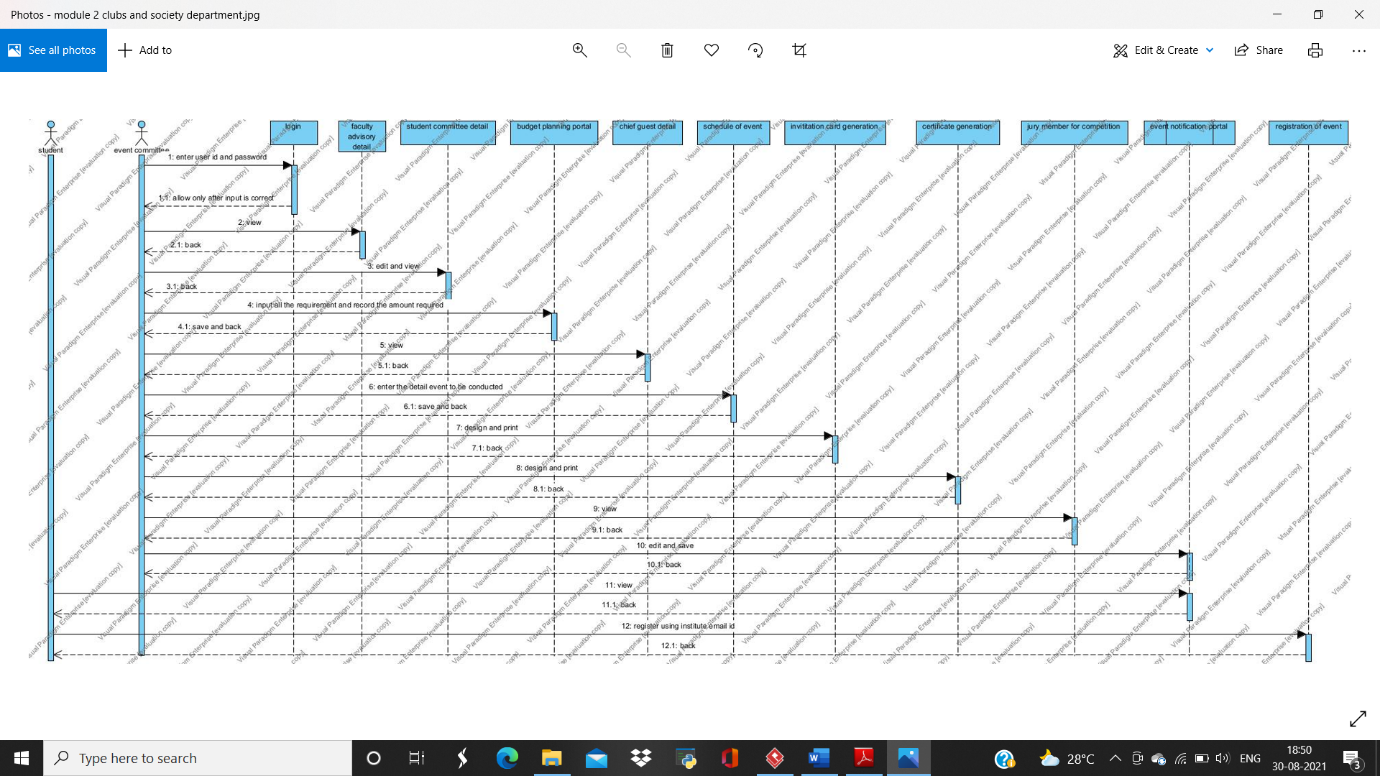 Photos - module 2 clubs and society department.jpg
See all photos
Add to
Edit & Create
Share
student
event committee
login
faculty
advisory
detail
student committee detail
budget planning portal
chief guest detail
schedule of event
invititation card generation
certificate generation
jury member for competition
event notification portal
registration of event
1: enter user id and password
1.1: allow only after input is correct
2: view
2.1: back
3: edit and view
3.1: back
4: input all the requirement and record the amount required
4.1: save and back
5: view
5.1: back
6: enter the detail event to be conducted
6.1: save and back
7: design and print
7.1: back
8: design and print
8.1: back
9: view
9.1: back
10: edit and save
10.1: back
11: view
11.1: back
12: register using institute email id
12.1: back
Visual Paradigm Enterprise [evaluation copy]
Type here to search
28°C
ENG
18:50
30-08-2021
3